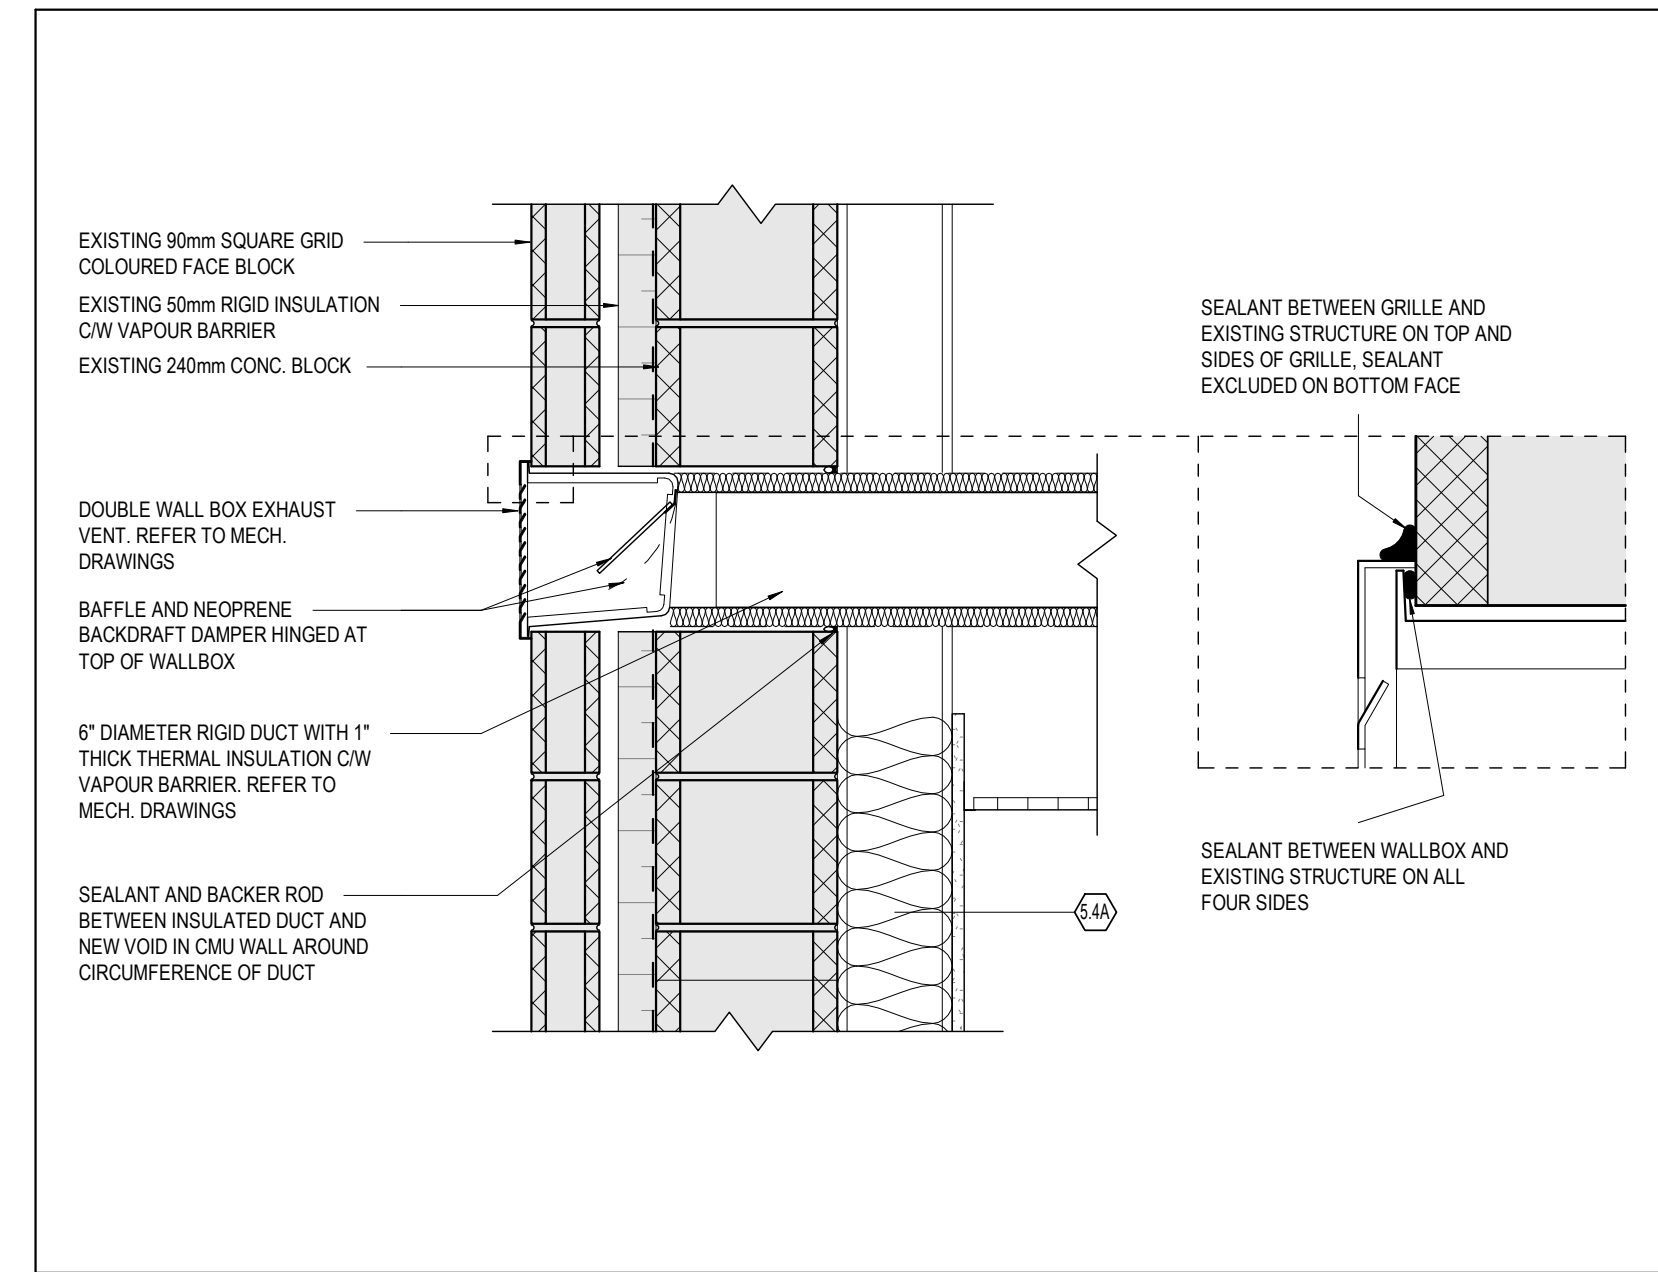 EXISTING 90mm SQUARE GRID
COLOURED FACE BLOCK
EXISTING 50mm RIGID INSULATION
C/W VAPOUR BARRIER
EXISTING 240mm CONC. BLOCK
DOUBLE WALL BOX EXHAUST
VENT. REFER TO MECH.
DRAWINGS
BAFFLE AND NEOPRENE
BACKDRAFT DAMPER HINGED AT
TOP OF WALLBOX
6" DIAMETER RIGID DUCT WITH 1"
THICK THERMAL INSULATION C/W
VAPOUR BARRIER. REFER TO
MECH. DRAWINGS
SEALANT AND BACKER ROD
BETWEEN INSULATED DUCT AND
NEW VOID IN CMU WALL AROUND
CIRCUMFERENCE OF DUCT
5.4A
SEALANT BETWEEN GRILLE AND
EXISTING STRUCTURE ON TOP AND
SIDES OF GRILLE, SEALANT
EXCLUDED ON BOTTOM FACE
SEALANT BETWEEN WALLBOX AND
EXISTING STRUCTURE ON ALL
FOUR SIDES